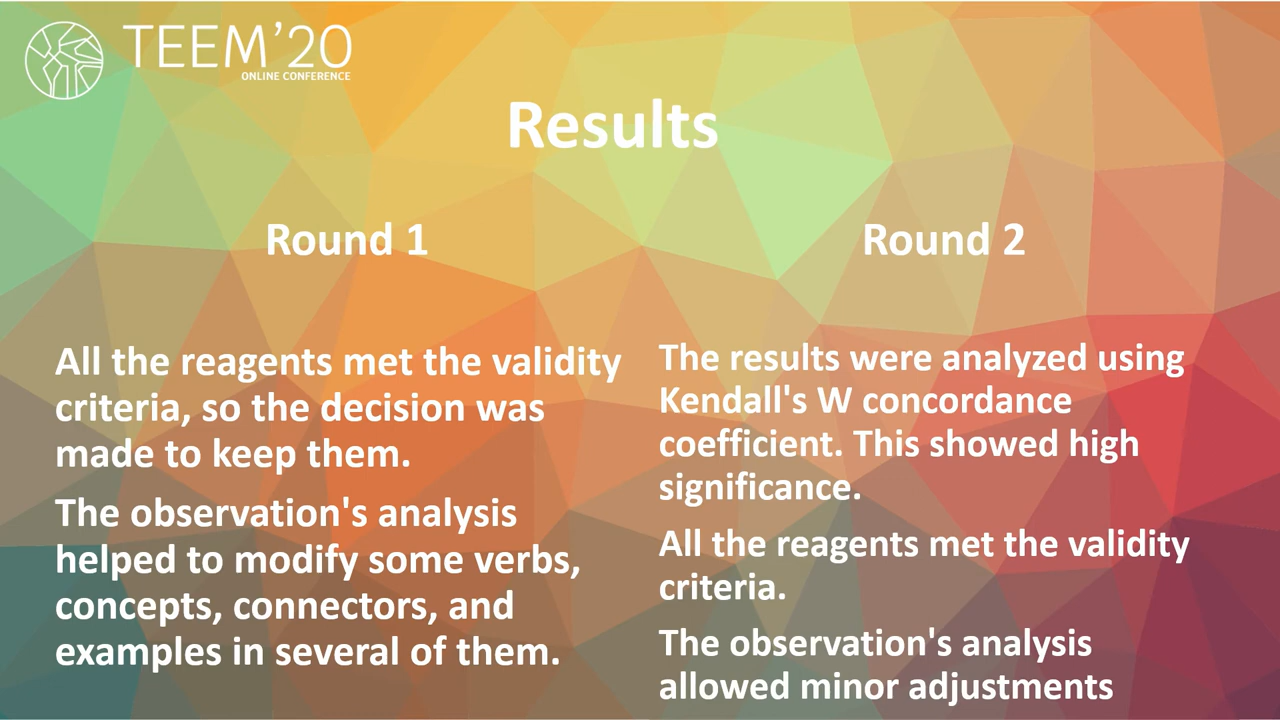 TEEM'20
ONLINE CONFERENCE
Results
Round 1
All the reagents met the validity
criteria, so the decision was
made to keep them.
The observation's analysis
helped to modify some verbs,
concepts, connectors, and
examples in several of them.
Round 2
The results were analyzed using
Kendall's W concordance
coefficient. This showed high
significance.
All the reagents met the validity
criteria.
The observation's analysis
allowed minor adjustments